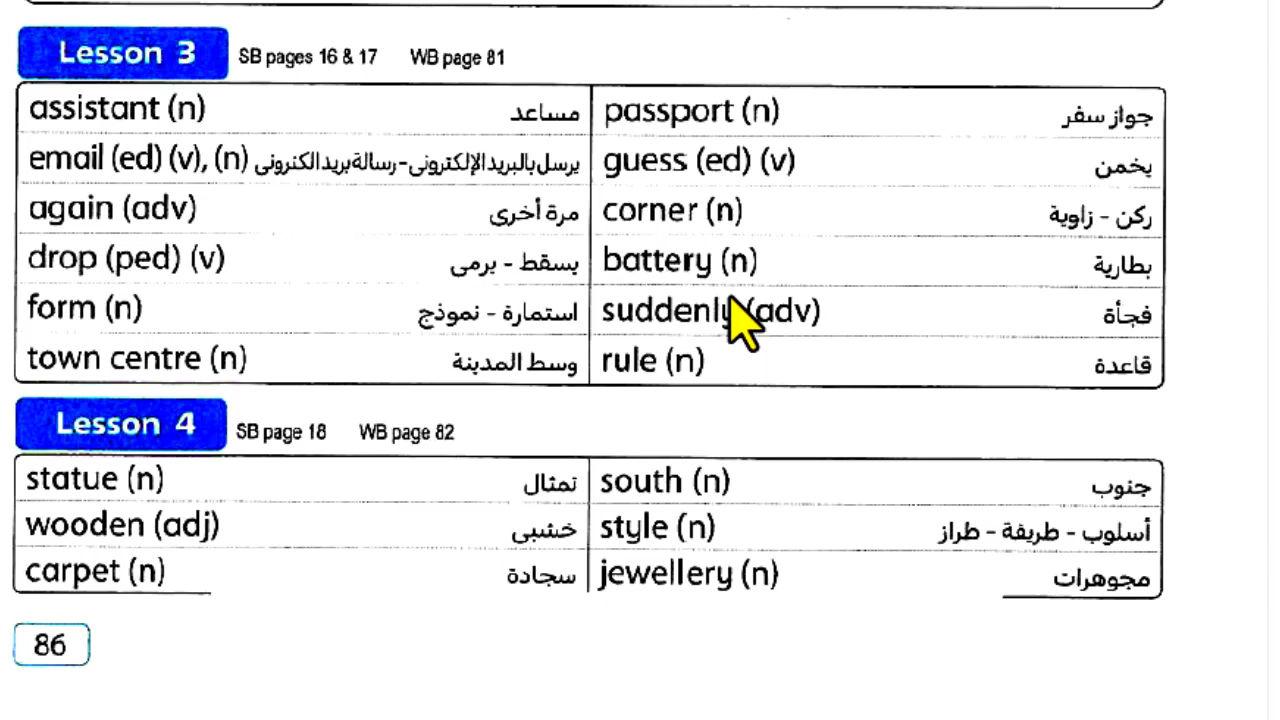 Lesson 3 SB pages 16 & 17 WB page 81
assistant (n) مساعد passport (n) جواز سفر
email (ed) (v), (n) يرسل بالبريد الإلكترونى - رسالة بريد الكترونى guess (ed) (v) يخمن
again (adv) مرة أخرى corner (n) ركن - زاوية
drop (ped) (v) يسقط - يرمى battery (n) بطارية
form (n) استمارة - نموذج suddenly (adv) فجأة
town centre (n) وسط المدينة rule (n) قاعدة
Lesson 4 SB page 18 WB page 82
statue (n) تمثال south (n) جنوب
wooden (adj) خشبى style (n) أسلوب - طريقة - طراز
carpet (n) سجادة jewellery (n) مجوهرات
86